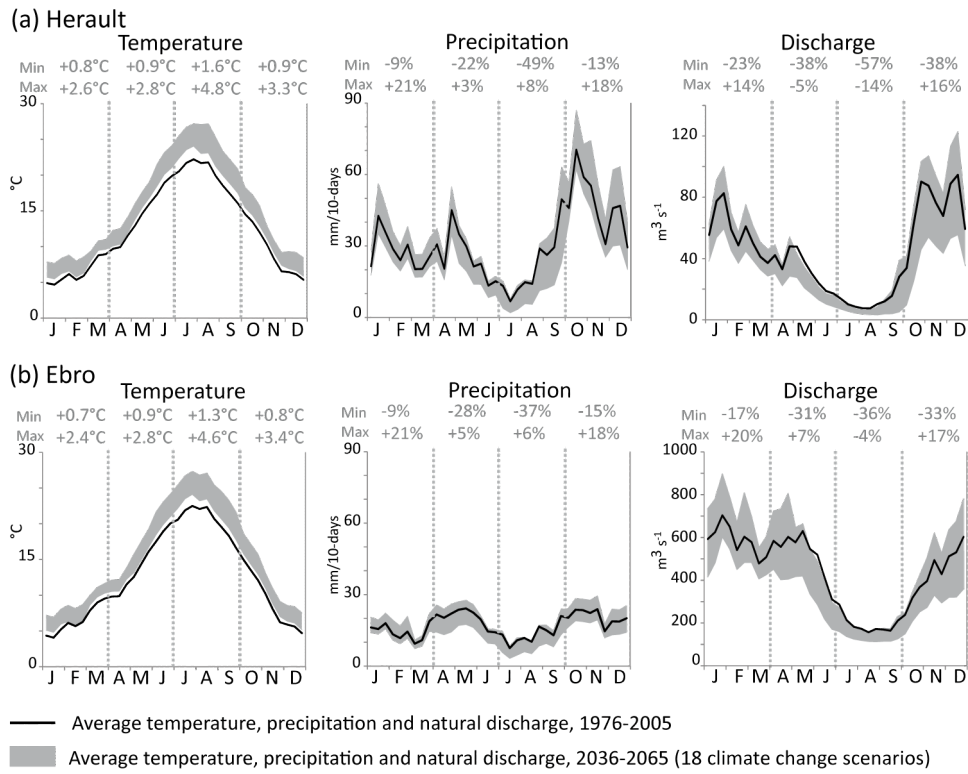 (a) Herault
Temperature Precipitation Discharge
Min +0.8°C +0.9°C +1.6°C +0.9°C -9% -22% -49% -13% Min -23% -38% -57% -38%
Max +2.6°C +2.8°C +4.8°C +3.3°C Max +21% +3% +8% +18% Max +14% -5% -14% +16%
30 90
120
60
80
°C 15 mm/10-days 30 m³ s⁻¹ 40
0 0 0
J F M A M J J A S O N D J F M A M J J A S O N D J F M A M J J A S O N D
(b) Ebro
Temperature Precipitation Discharge
Min +0.7°C +0.9°C +1.3°C +0.8°C Min -9% -28% -37% -15% Min -17% -31% -36% -33%
Max +2.4°C +2.8°C +4.6°C +3.4°C Max +21% +5% +6% +18% Max +20% +7% -4% +17%
30 90 1000
800
60
600
°C 15 mm/10-days m³ s⁻¹ 400
30
200
0 0 0
J F M A M J J A S O N D J F M A M J J A S O N D J F M A M J J A S O N D
Average temperature, precipitation and natural discharge, 1976-2005
Average temperature, precipitation and natural discharge, 2036-2065 (18 climate change scenarios)